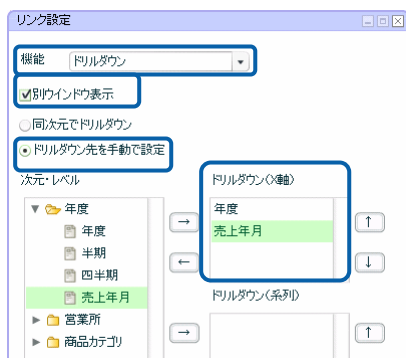 リンク設定
機能 ドリルダウン
別ウインドウ表示
同次元でドリルダウン
ドリルダウン先を手動で設定
次元・レベル
年度
年度
半期
四半期
売上年月
営業所
商品カテゴリ
→
←
→
ドリルダウン(X軸)
年度
売上年月
↑
↓
ドリルダウン(系列)
↑